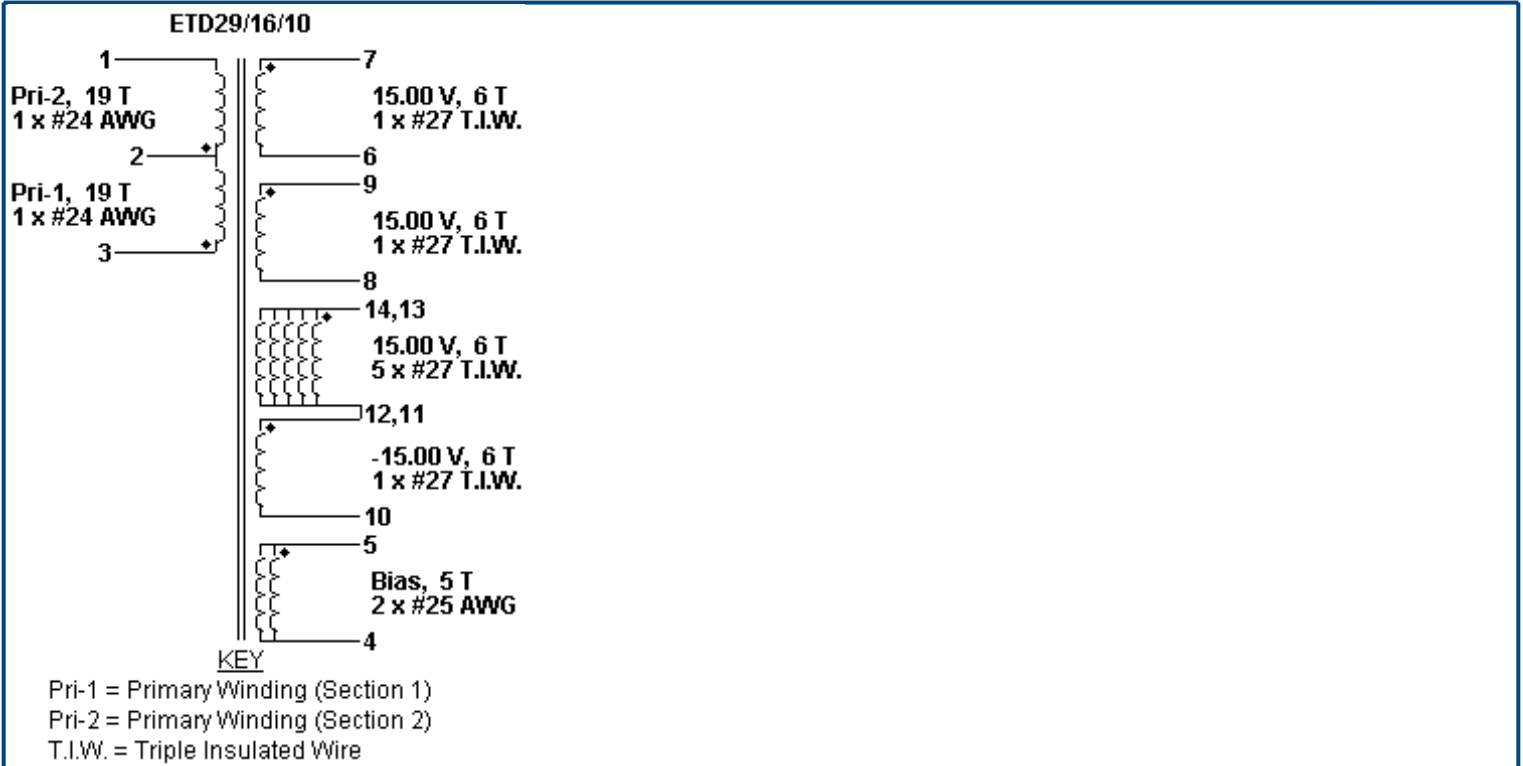 ETD29/16/10
1
Pri-2, 19 T
1 x #24 AWG
2
Pri-1, 19 T
1 x #24 AWG
3
7
15.00 V, 6 T
1 x #27 T.I.W.
6
9
15.00 V, 6 T
1 x #27 T.I.W.
8
14,13
15.00 V, 6 T
5 x #27 T.I.W.
12,11
-15.00 V, 6 T
1 x #27 T.I.W.
10
5
Bias, 5 T
2 x #25 AWG
4
KEY
Pri-1 = Primary Winding (Section 1)
Pri-2 = Primary Winding (Section 2)
T.I.W. = Triple Insulated Wire